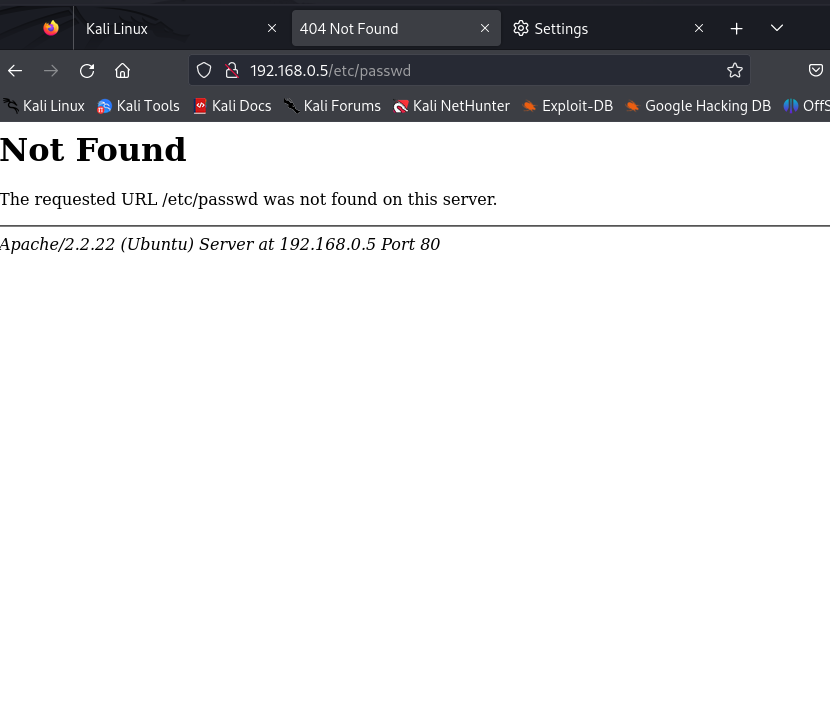 Kali Linux
404 Not Found
Settings
192.168.0.5/etc/passwd
Kali Linux Kali Tools Kali Docs Kali Forums Kali NetHunter Exploit-DB Google Hacking DB OffS
Not Found
The requested URL /etc/passwd was not found on this server.
Apache/2.2.22 (Ubuntu) Server at 192.168.0.5 Port 80